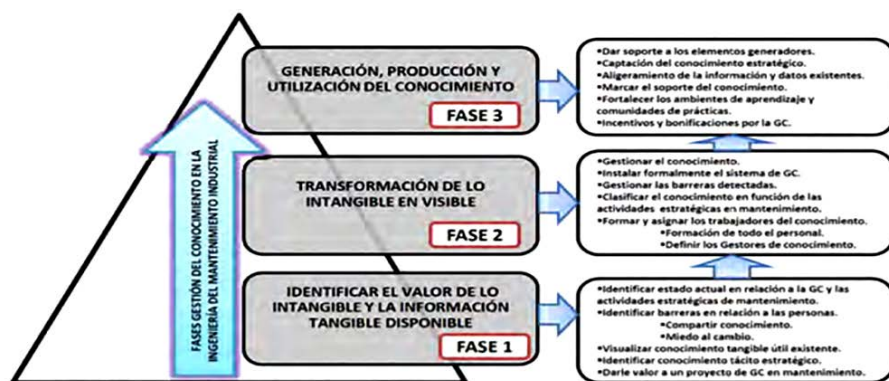 FASES GESTIÓN DEL CONOCIMIENTO EN LA
INGENIERÍA DEL MANTENIMIENTO INDUSTRIAL
GENERACIÓN, PRODUCCIÓN Y
UTILIZACIÓN DEL CONOCIMIENTO
FASE 3
•Dar soporte a los elementos generadores.
•Captación del conocimiento estratégico.
•Aligeramiento de la información y datos existentes.
•Marcar el soporte del conocimiento.
•Fortalecer los ambientes de aprendizaje y
comunidades de prácticas.
•Incentivos y bonificaciones por la GC.
TRANSFORMACIÓN DE LO
INTANGIBLE EN VISIBLE
FASE 2
•Gestionar el conocimiento.
•Instalar formalmente el sistema de GC.
•Gestionar las barreras detectadas.
•Clasificar el conocimiento en función de las
actividades estratégicas en mantenimiento.
•Formar y asignar los trabajadores del conocimiento.
•Formación de todo el personal.
•Definir los Gestores de conocimiento.
IDENTIFICAR EL VALOR DE LO
INTANGIBLE Y LA INFORMACIÓN
TANGIBLE DISPONIBLE
FASE 1
•Identificar estado actual en relación a la GC y las
actividades estratégicas de mantenimiento.
•Identificar barreras en relación a las personas.
•Compartir conocimiento.
•Miedo al cambio.
•Visualizar conocimiento tangible útil existente.
•Identificar conocimiento tácito estratégico.
•Darle valor a un proyecto de GC en mantenimiento.